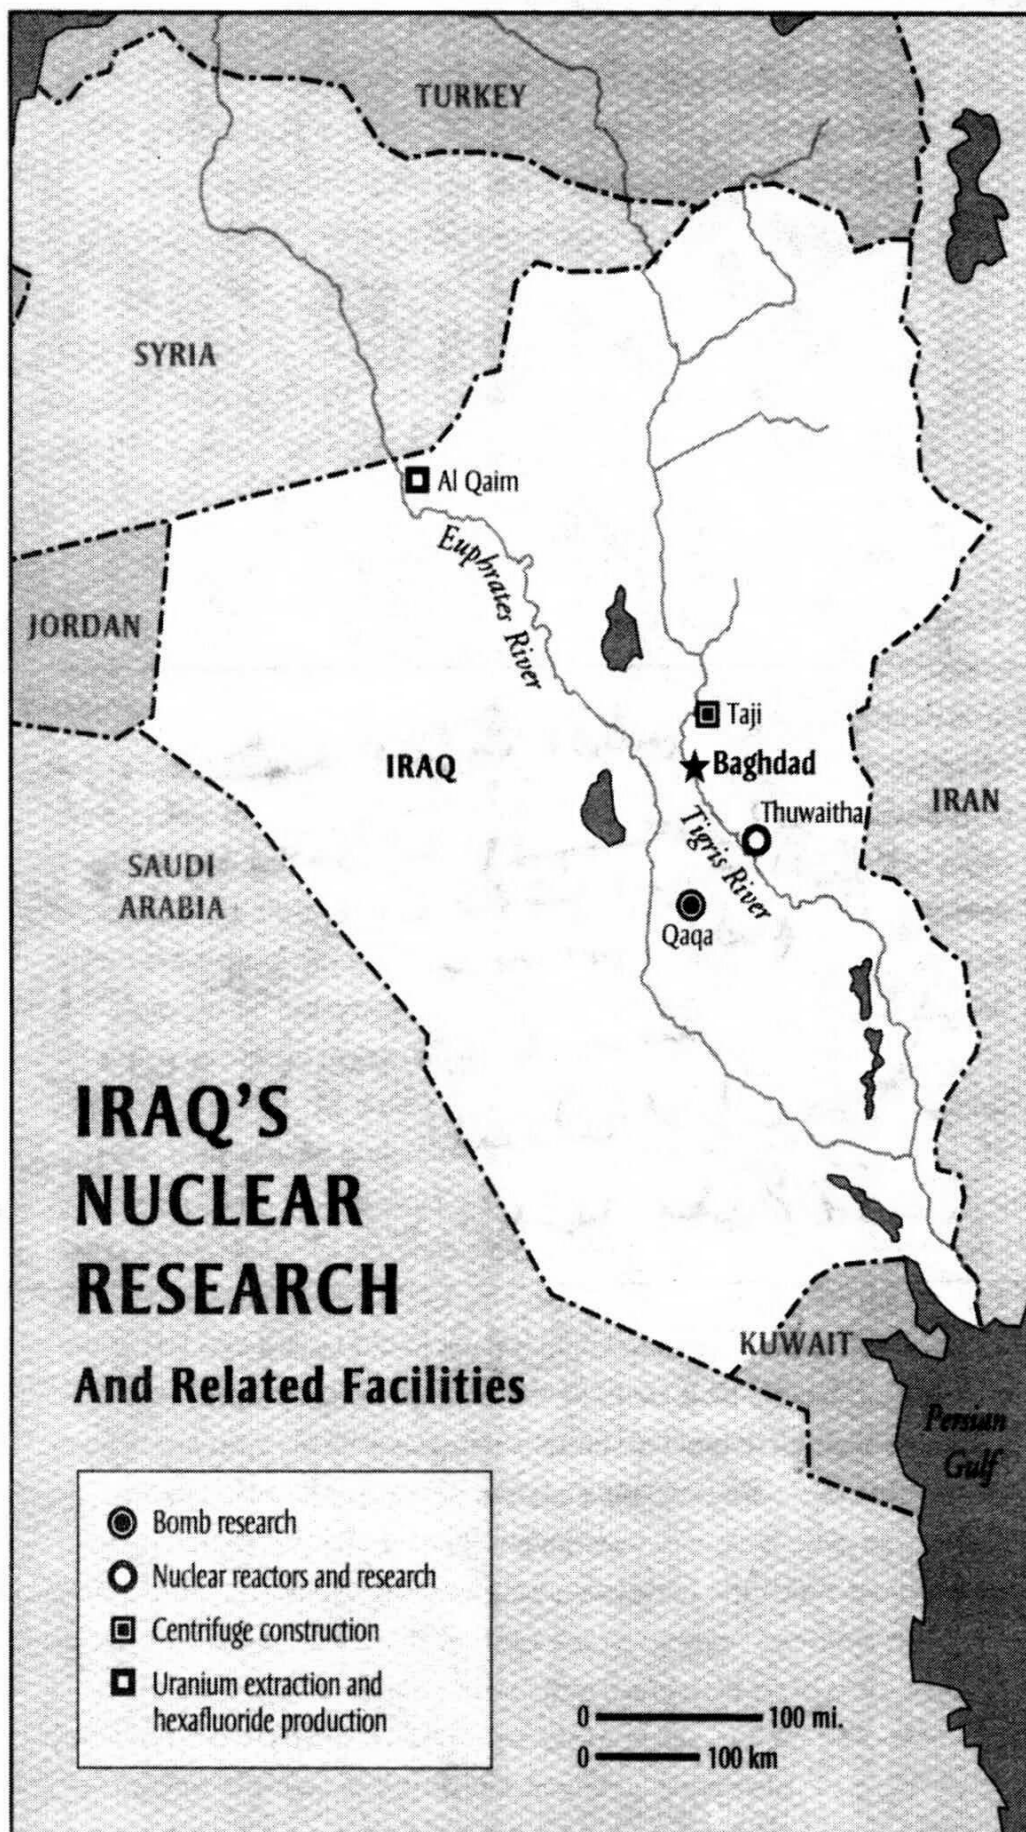 TURKEY
SYRIA
Al Qaim
Euphrates River
JORDAN
Taji
IRAQ
Baghdad
IRAN
Thuwaitha
Tigris River
SAUDI
ARABIA
Qaqa
IRAQ'S
NUCLEAR
RESEARCH
And Related Facilities
KUWAIT
Persian
Gulf
Bomb research
Nuclear reactors and research
Centrifuge construction
Uranium extraction and
hexafluoride production
0 100 mi.
0 100 km